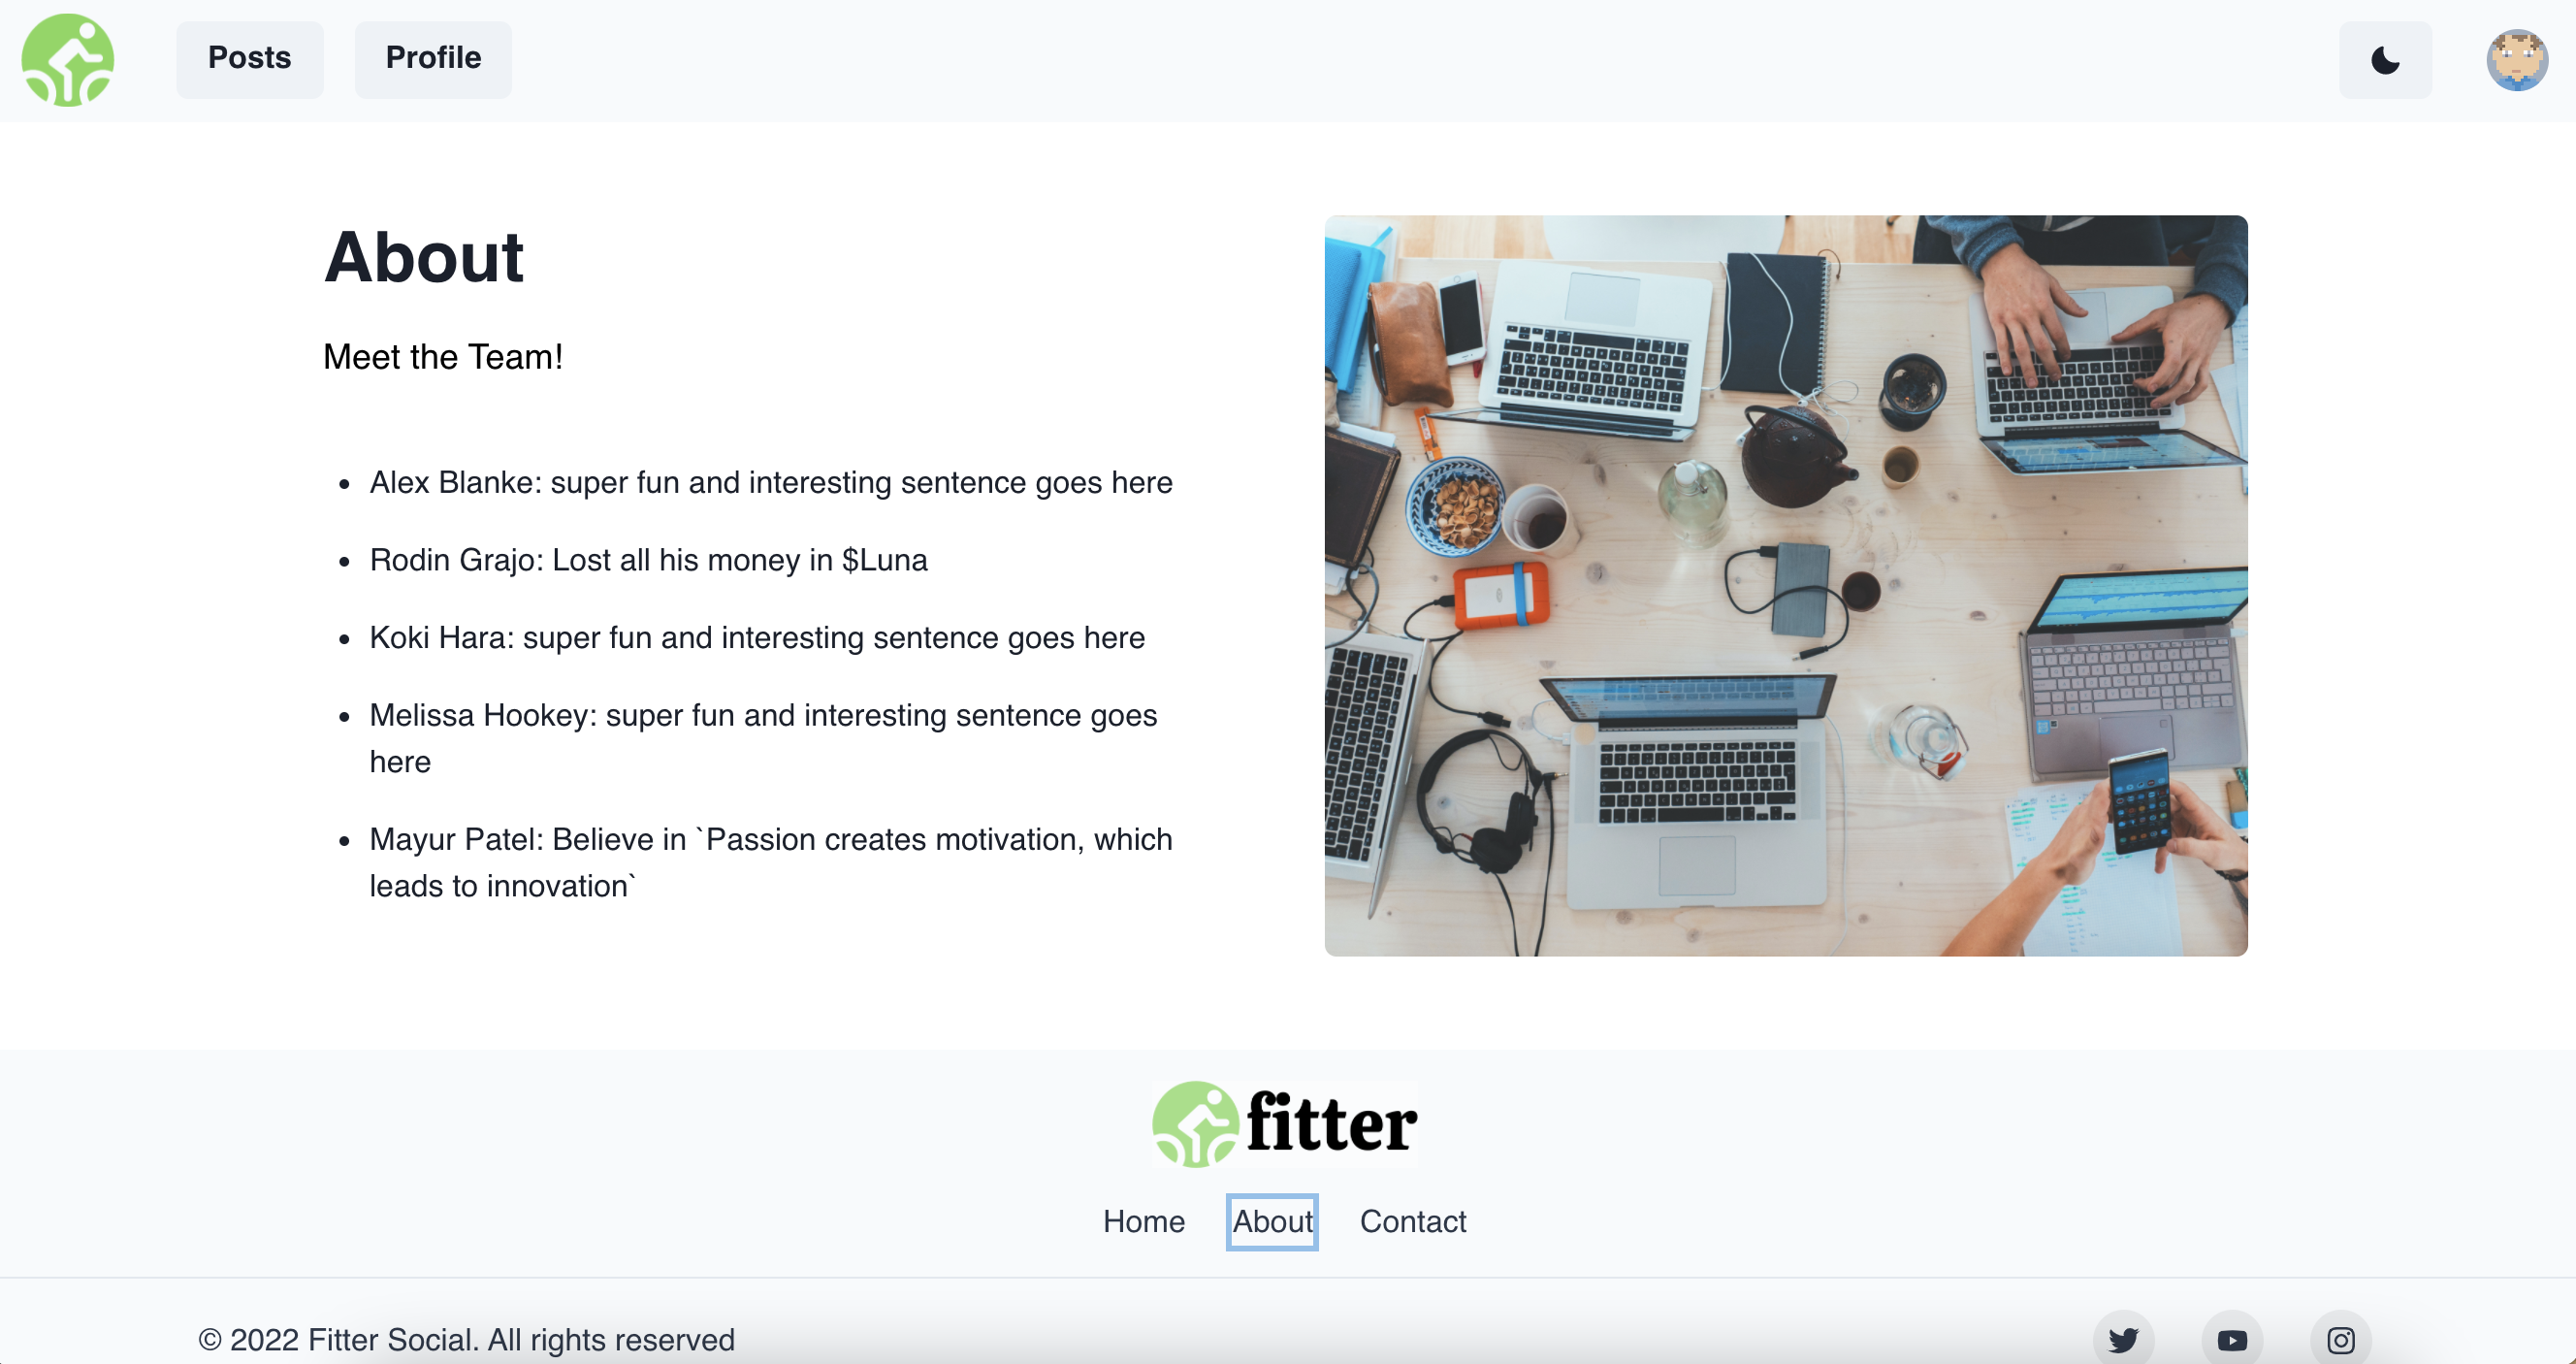 Posts
Profile
About
Meet the Team!
• Alex Blanke: super fun and interesting sentence goes here
• Rodin Grajo: Lost all his money in $Luna
• Koki Hara: super fun and interesting sentence goes here
• Melissa Hookey: super fun and interesting sentence goes
here
• Mayur Patel: Believe in `Passion creates motivation, which
leads to innovation`
fitter
Home
About
Contact
© 2022 Fitter Social. All rights reserved